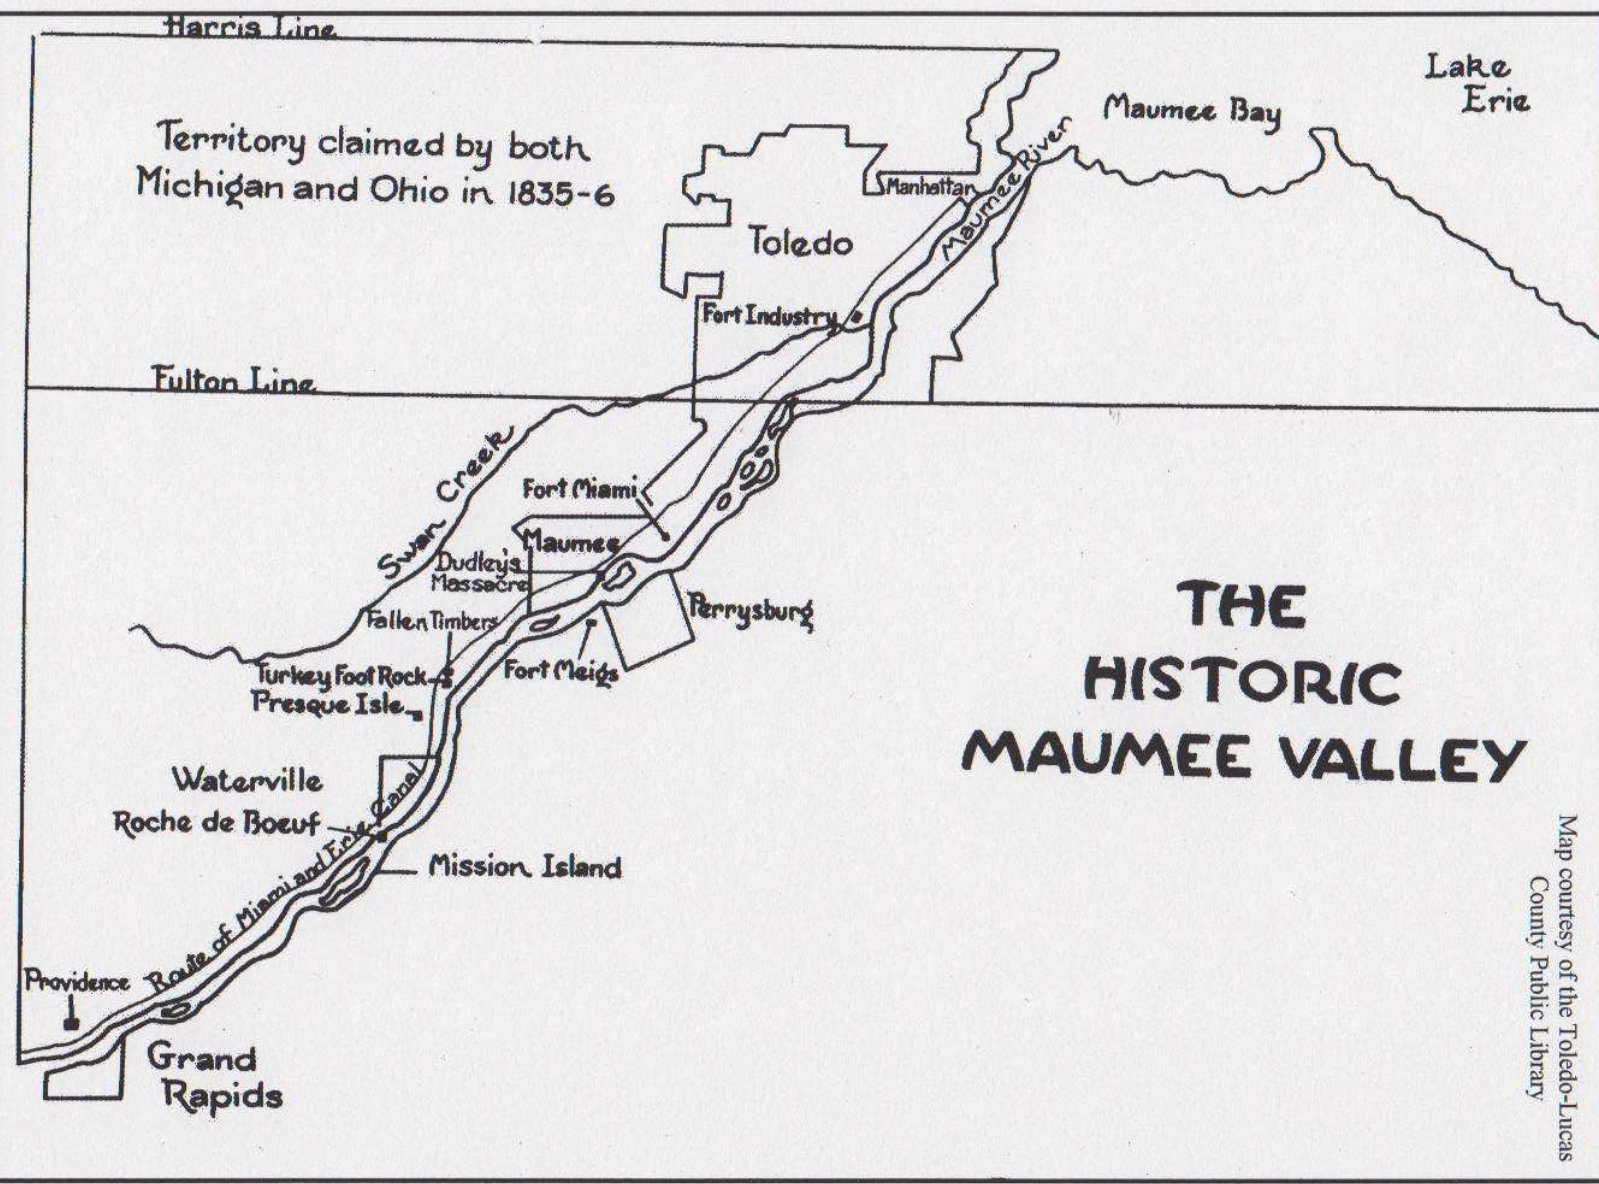 Harris Line
Lake
Erie
Maumee Bay
Territory claimed by both
Michigan and Ohio in 1835-6
Manhattan
Maumee River
Toledo
Fort Industry
Fulton Line
Swan Creek
Fort Miami
Maumee
Dudley's
Massacre
Fallen Timbers
Perrysburg
Turkey Foot Rock
Fort Meigs
Presque Isle
THE
HISTORIC
MAUMEE VALLEY
Waterville
Roche de Boeuf
Mission Island
Route of Miami and Erie Canal
Providence
Grand
Rapids
Map courtesy of the Toledo-Lucas
County Public Library